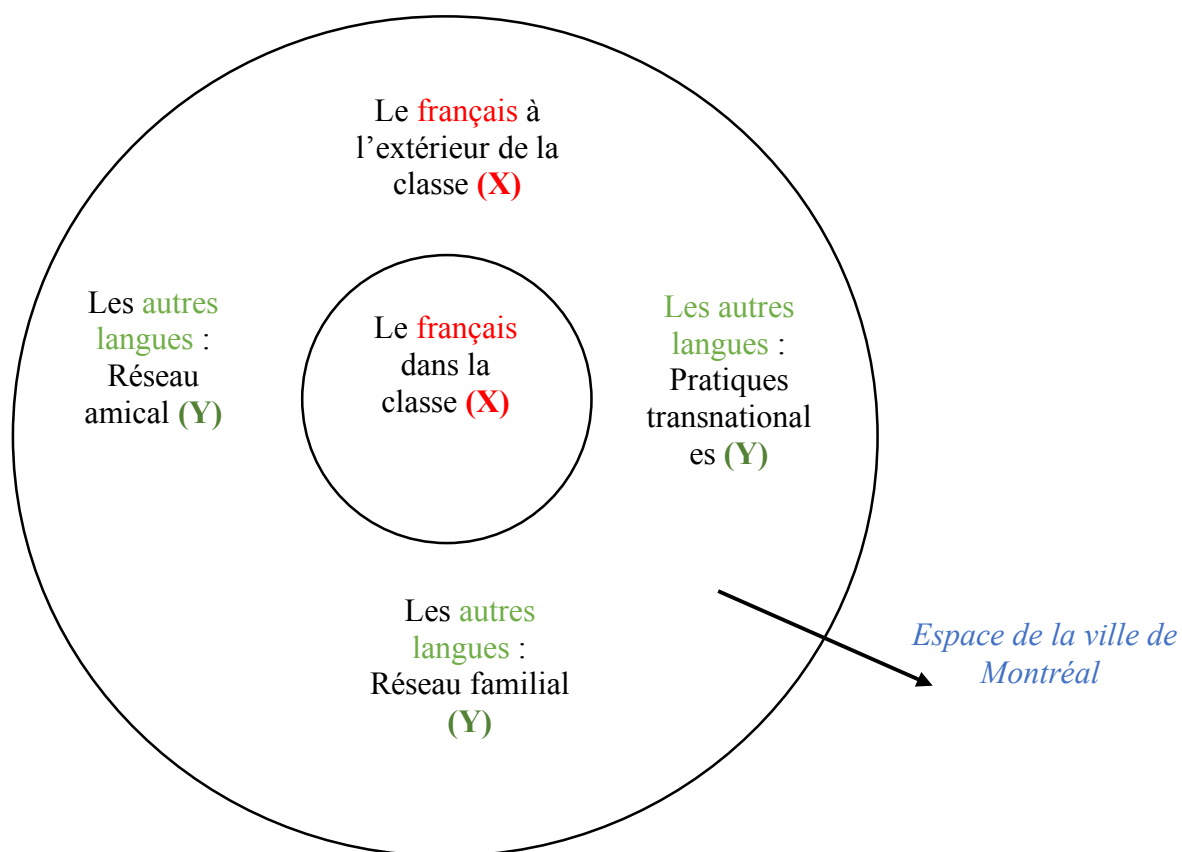 Le français à
l’extérieur de la
classe (X)
Les autres
langues :
Réseau
amical (Y)
Le français
dans la
classe (X)
Les autres
langues :
Pratiques
transnational
es (Y)
Les autres
langues :
Réseau familial
(Y)
Espace de la ville de
Montréal